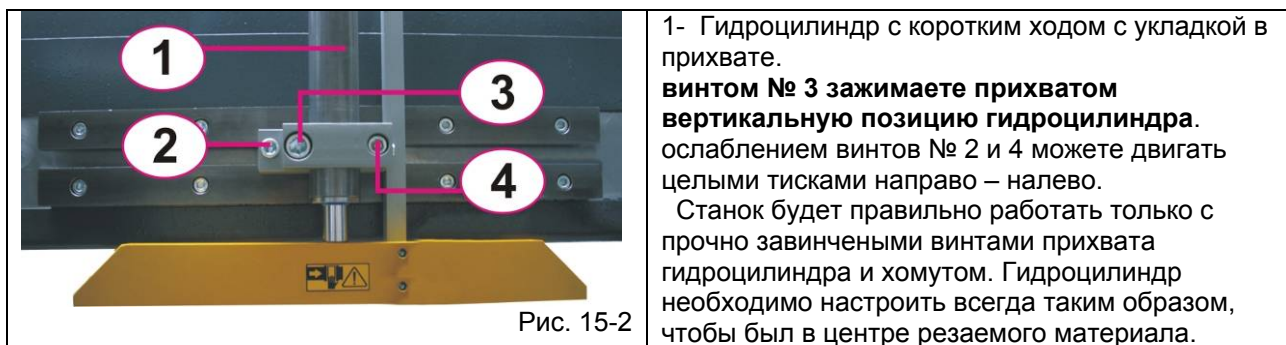 1
2
3
4
Рис. 15-2
1- Гидроцилиндр с коротким ходом с укладкой в
прихвате.
винтом № 3 зажимаете прихватом
вертикальную позицию гидроцилиндра.
ослаблением винтов № 2 и 4 можете двигать
целыми тисками направо – налево.
Станок будет правильно работать только с
прочно завинчеными винтами прихвата
гидроцилиндра и хомутом. Гидроцилиндр
необходимо настроить всегда таким образом,
чтобы был в центре резаемого материала.